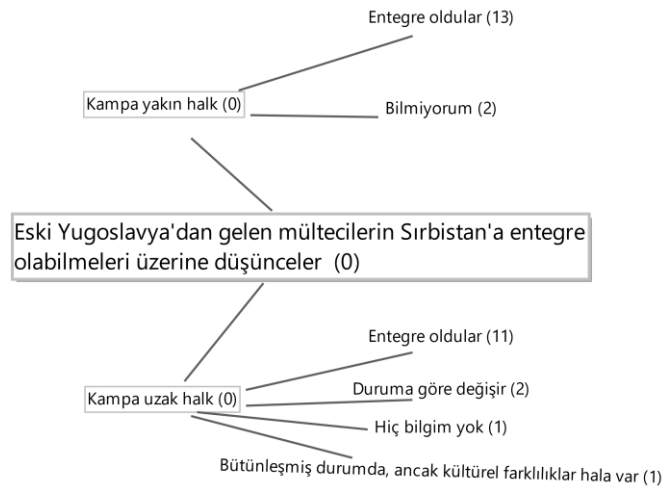 Entegre oldular (13)
Kampa yakın halk (0)
Bilmiyorum (2)
Eski Yugoslavya'dan gelen mültecilerin Sırbistan'a entegre
olabilmeleri üzerine düşünceler  (0)
Entegre oldular (11)
Kampa uzak halk (0)
Duruma göre değişir (2)
Hiç bilgim yok (1)
Bütünleşmiş durumda, ancak kültürel farklılıklar hala var (1)